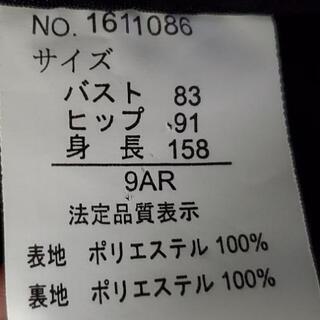 NO. 1611086
サイズ
バスト 83
ヒップ 91
身 長 158
9AR
法定品質表示
表地 ポリエステル 100%
裏地 ポリエステル 100%